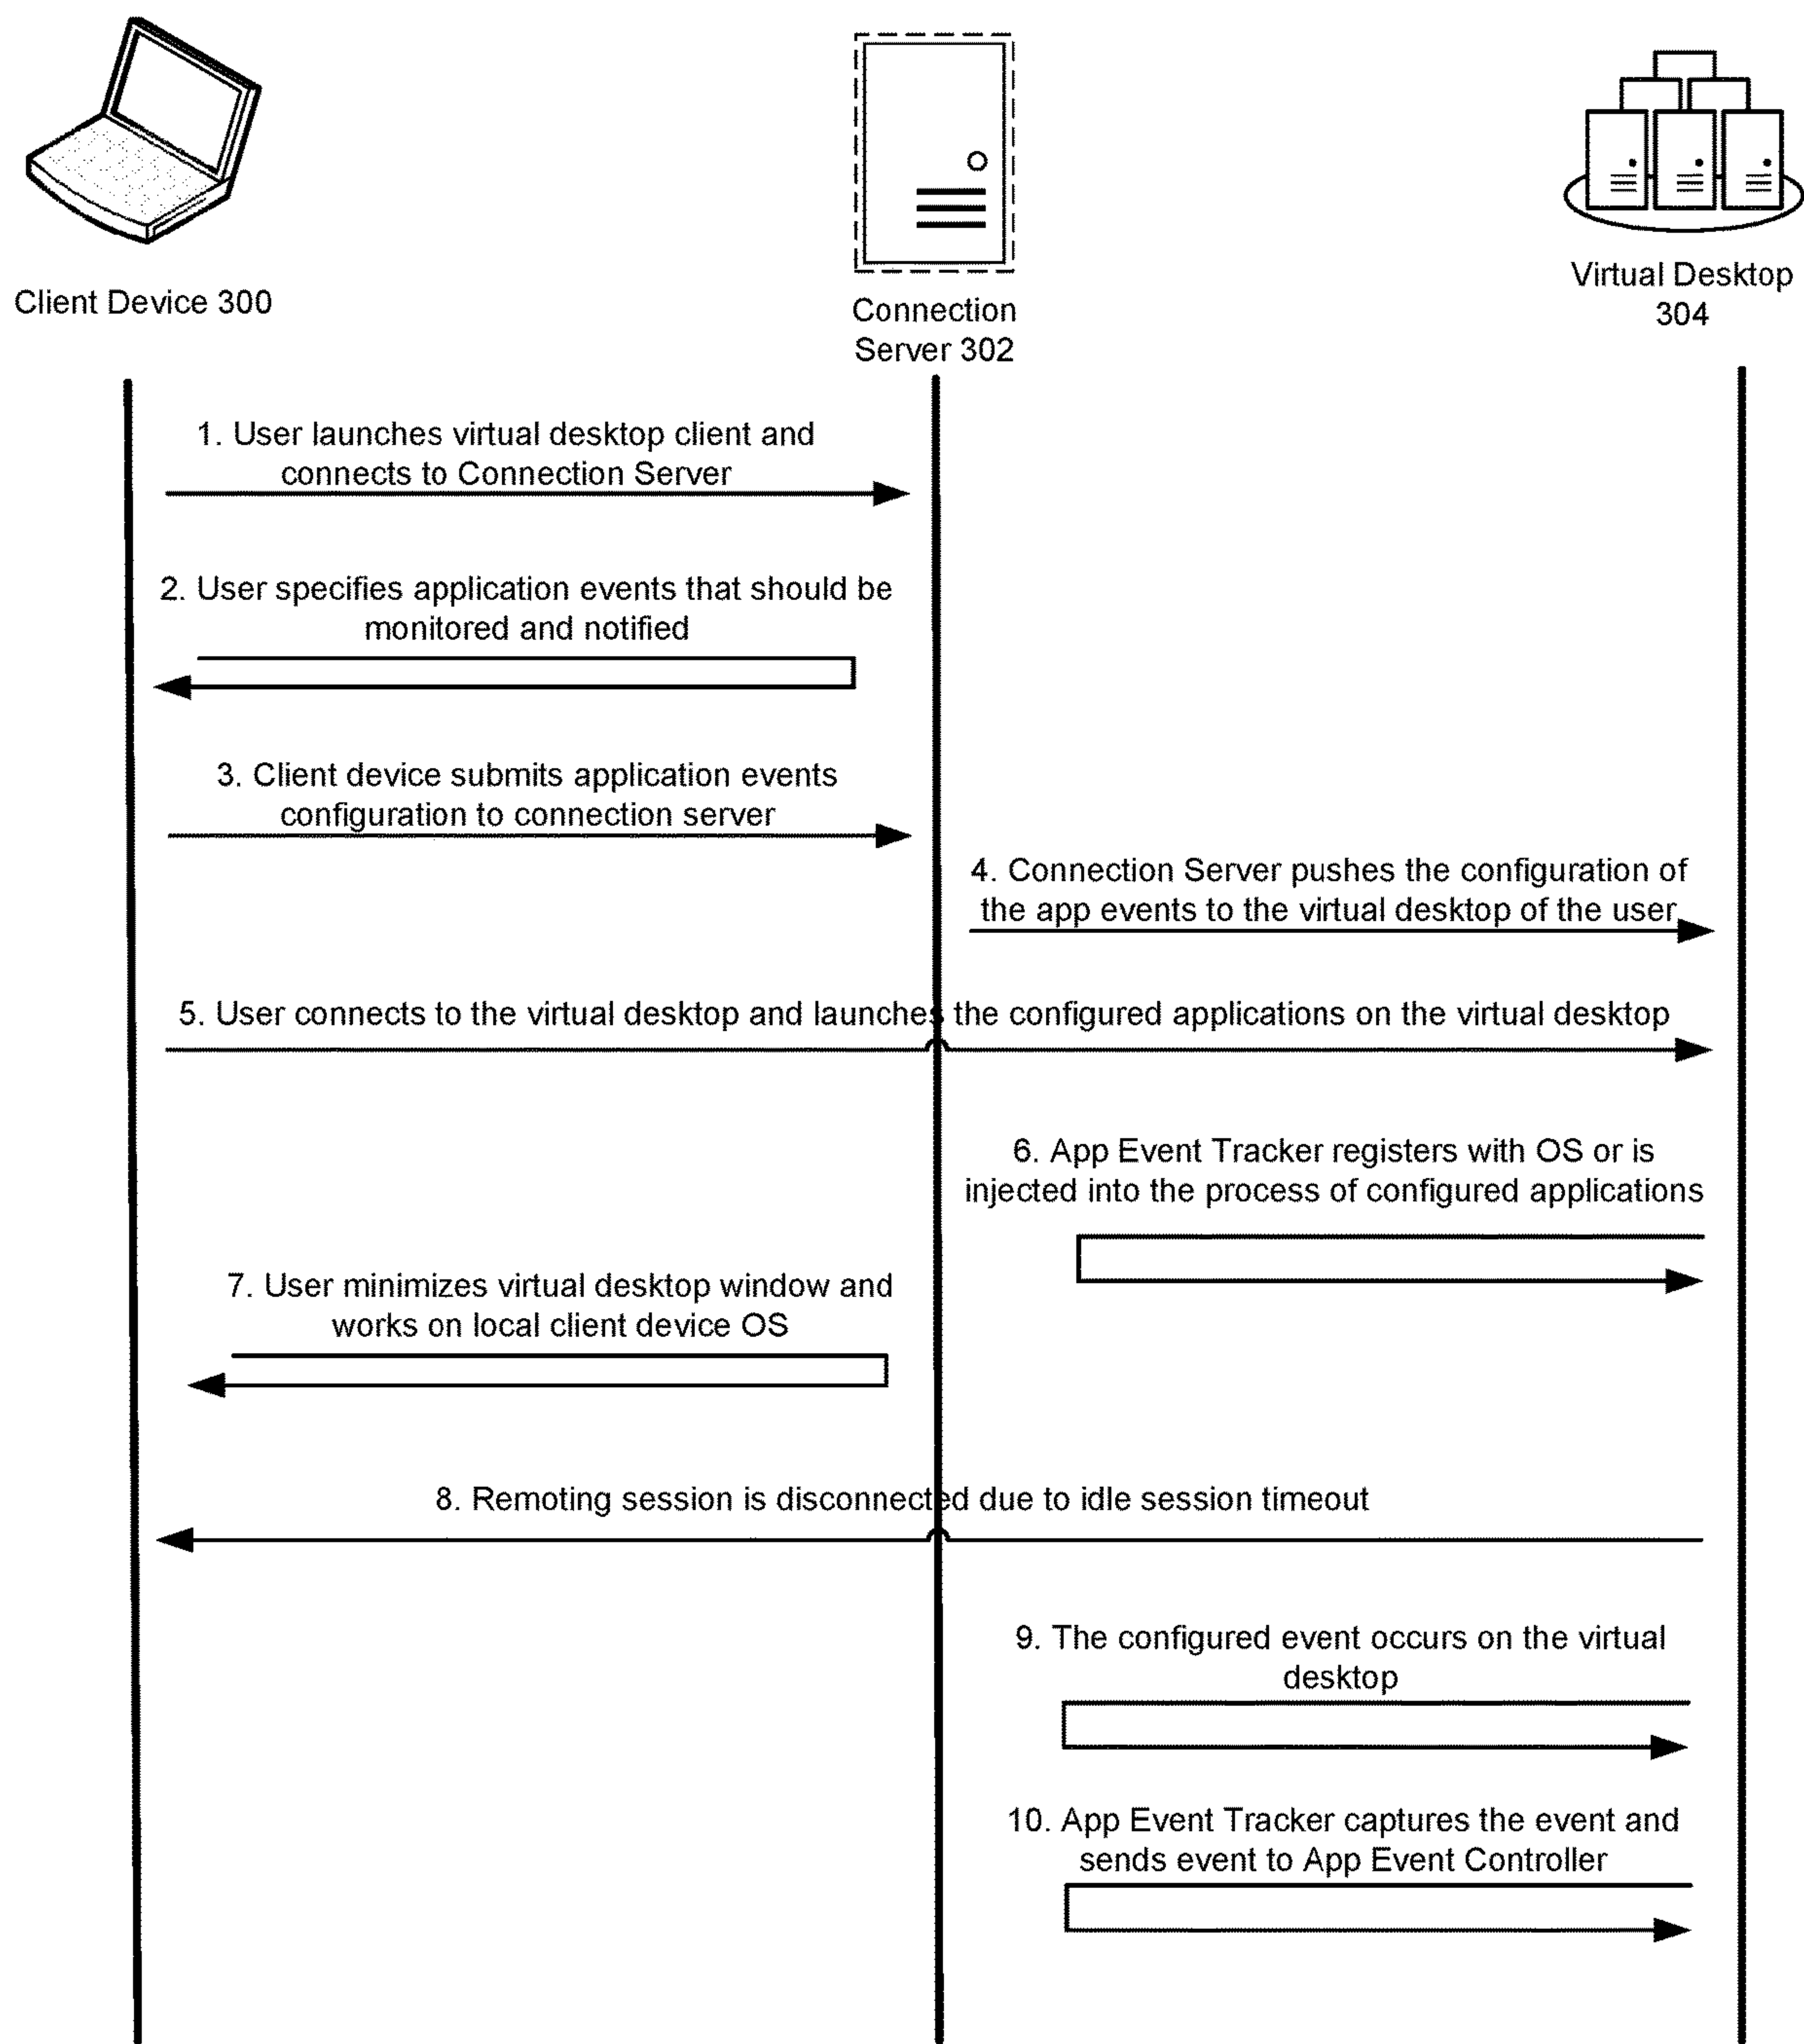 Client Device 300
Connection
Server 302
Virtual Desktop
304
1. User launches virtual desktop client and
connects to Connection Server
2. User specifies application events that should be
monitored and notified
3. Client device submits application events
configuration to connection server
4. Connection Server pushes the configuration of
the app events to the virtual desktop of the user
5. User connects to the virtual desktop and launches the configured applications on the virtual desktop
6. App Event Tracker registers with OS or is
injected into the process of configured applications
7. User minimizes virtual desktop window and
works on local client device OS
8. Remoting session is disconnected due to idle session timeout
9. The configured event occurs on the virtual
desktop
10. App Event Tracker captures the event and
sends event to App Event Controller